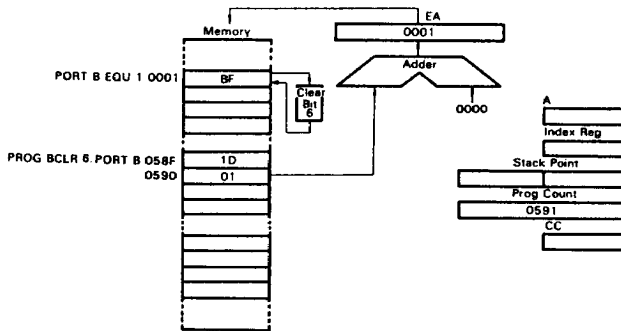 EA
Memory
0001
Adder
PORT B EQU 1 0001
BF
Clear
Bit
6
0000
A
Index Reg
PROG BCLR 6. PORT B 058F
1D
Stack Point
0590
01
Prog Count
0591
CC